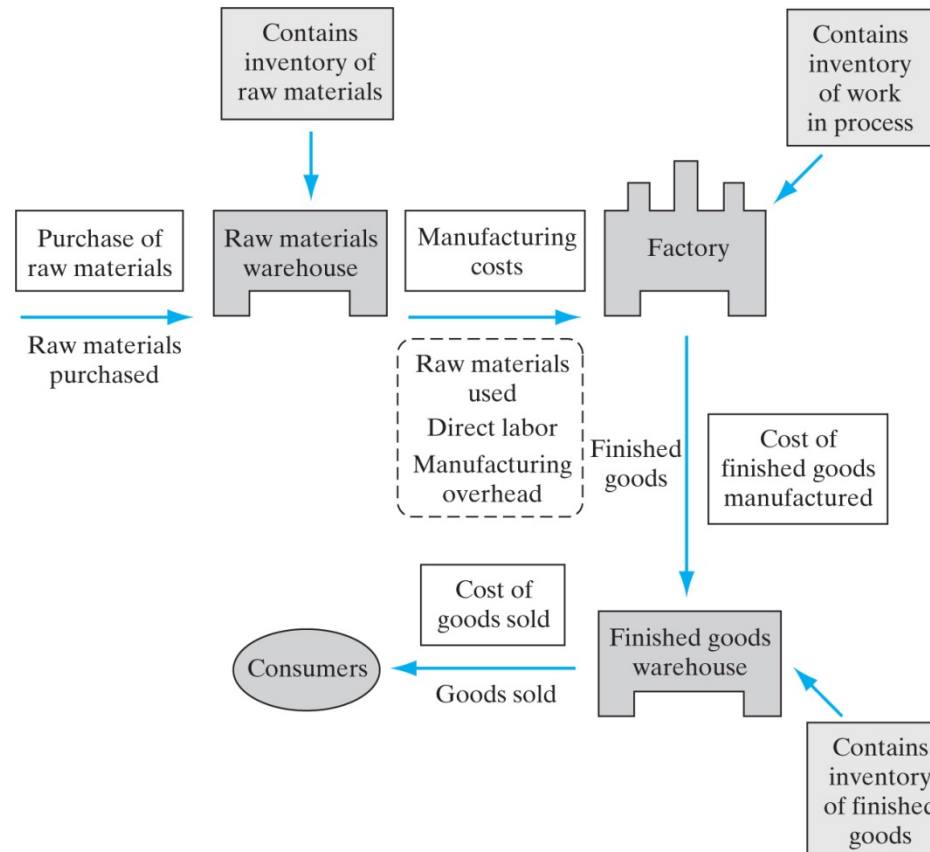 Contains
inventory of
raw materials
Contains
inventory
of work
in process
Purchase of
raw materials
Raw materials
warehouse
Manufacturing
costs
Factory
Raw materials
purchased
Raw materials
used
Direct labor
Manufacturing
overhead
Finished
goods
Cost of
finished goods
manufactured
Cost of
goods sold
Consumers
Goods sold
Finished goods
warehouse
Contains
inventory
of finished
goods